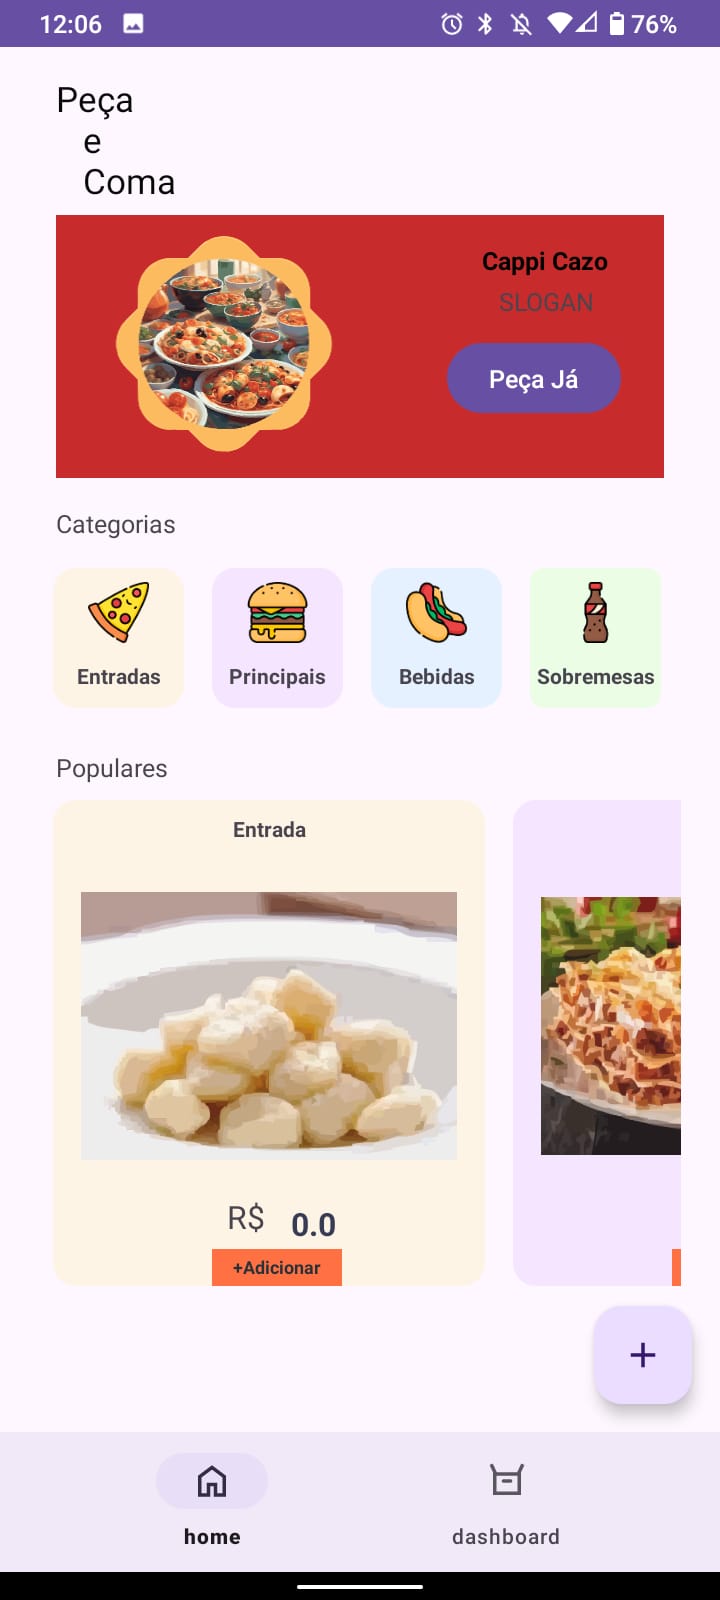 12:06
76%
Peça
e
Coma
Cappi Cazo
SLOGAN
Peça Já
Categorias
Entradas
Principais
Bebidas
Sobremesas
Populares
Entrada
R$ 0.0
+Adicionar
+
home
dashboard